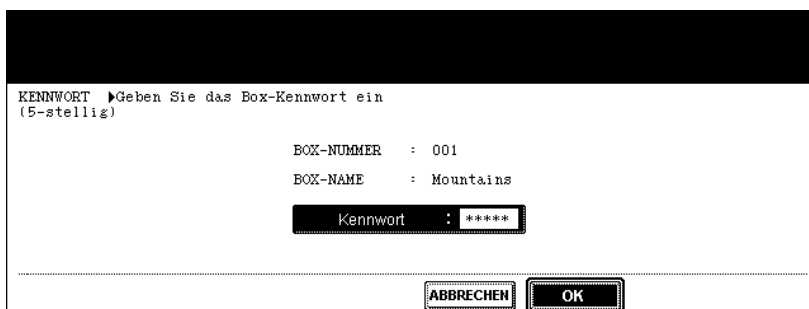 KENNWORT ▶Geben Sie das Box-Kennwort ein
(5-stellig)
BOX-NUMMER : 001
BOX-NAME : Mountains
Kennwort : *****
ABBRECHEN OK